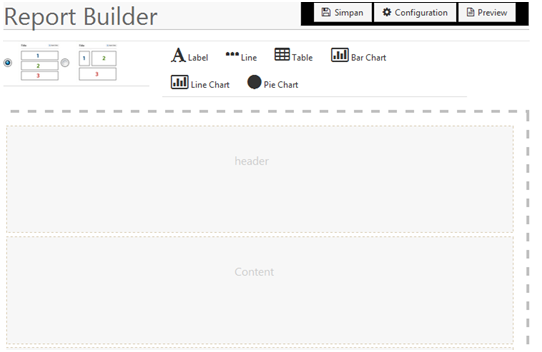 Report Builder
Simpan Configuration Preview
1
2
3
1 2
3
Label Line Table Bar Chart
Line Chart Pie Chart
header
Content